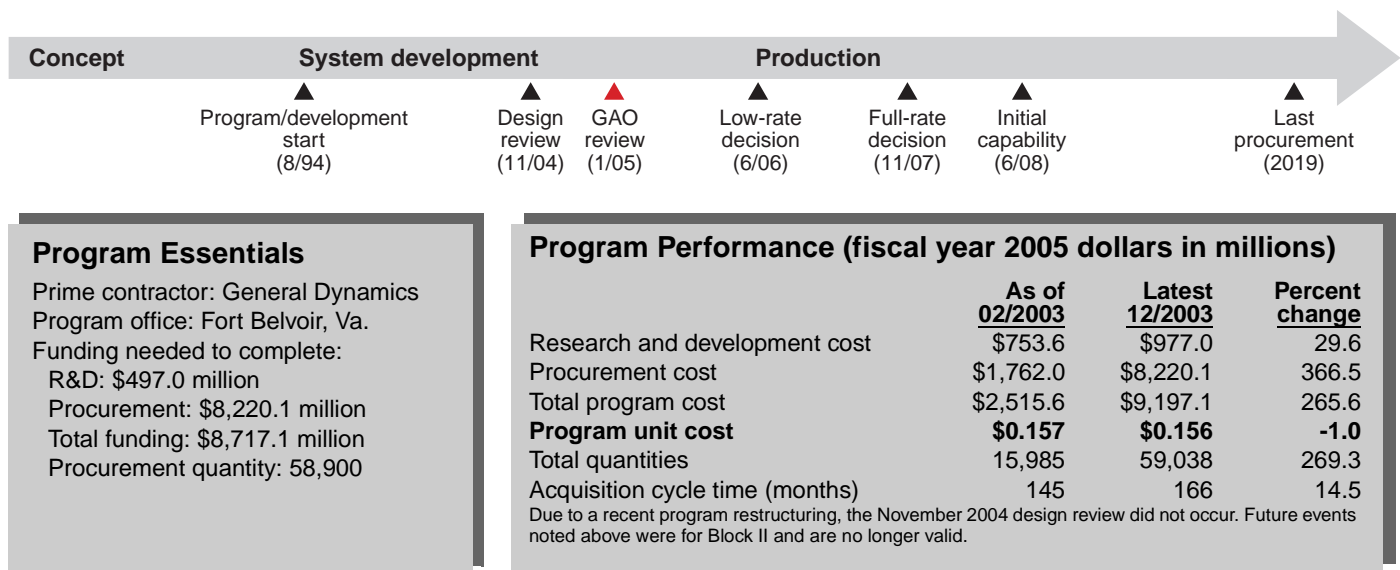 Concept System development Production
Program/development start (8/94)
Design review (11/04)
GAO review (1/05)
Low-rate decision (6/06)
Full-rate decision (11/07)
Initial capability (6/08)
Last procurement (2019)
Program Essentials
Prime contractor: General Dynamics
Program office: Fort Belvoir, Va.
Funding needed to complete:
R&D: $497.0 million
Procurement: $8,220.1 million
Total funding: $8,717.1 million
Procurement quantity: 58,900
Program Performance (fiscal year 2005 dollars in millions)
As of Latest Percent
02/2003 12/2003 change
Research and development cost $753.6 $977.0 29.6
Procurement cost $1,762.0 $8,220.1 366.5
Total program cost $2,515.6 $9,197.1 265.6
Program unit cost $0.157 $0.156 -1.0
Total quantities 15,985 59,038 269.3
Acquisition cycle time (months) 145 166 14.5
Due to a recent program restructuring, the November 2004 design review did not occur. Future events
noted above were for Block II and are no longer valid.